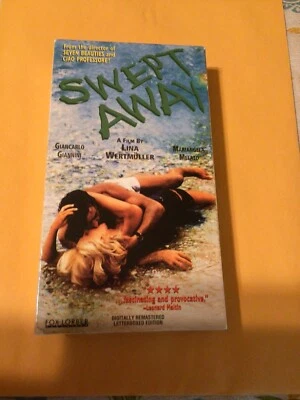 From the director of
SEVEN BEAUTIES and
"CIAO PROFESSORE!"
SWEPT
AWAY
A FILM BY
LINA
WERTMÜLLER
GIANCARLO
GIANNINI
MARIANGELA
MELATO
★★★★
"...fascinating and provocative."
-Leonard Maltin
DIGITALLY REMASTERED
LETTERBOXED EDITION
FOX LORBER